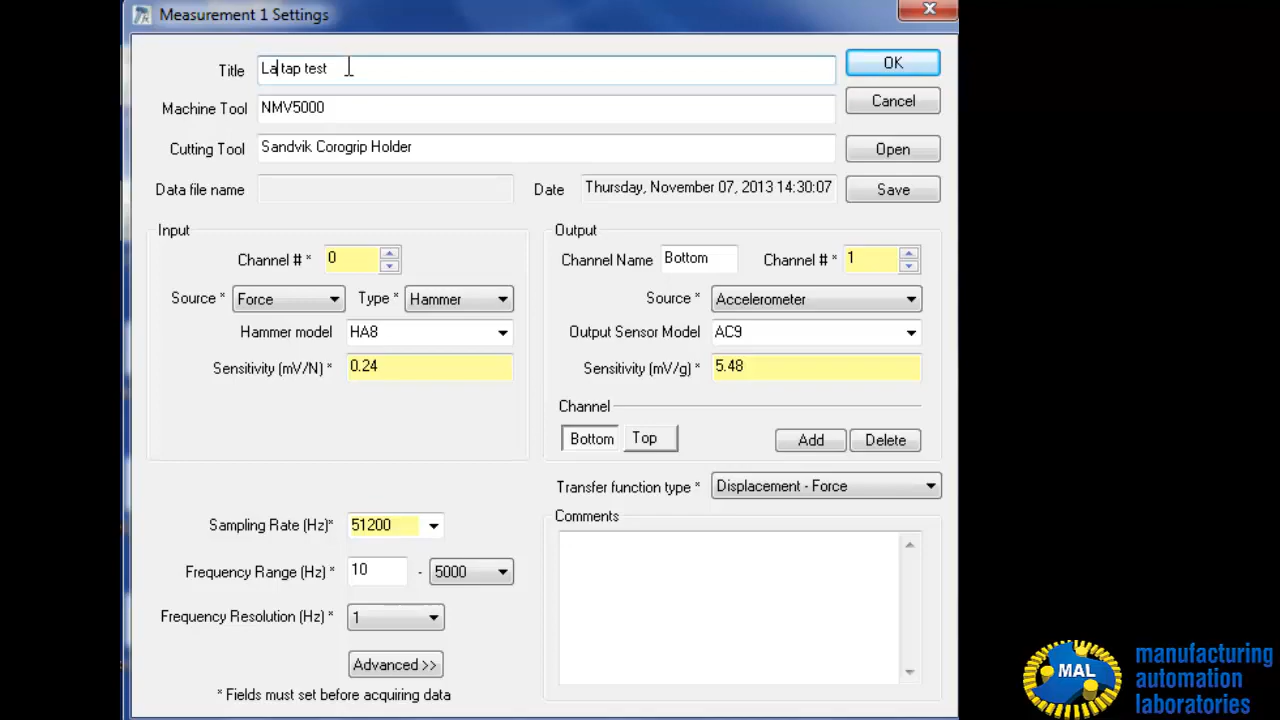 Measurement 1 Settings
Title La tap test
OK
Machine Tool NMV5000
Cancel
Cutting Tool Sandvik Corogrip Holder
Open
Data file name Date Thursday, November 07, 2013 14:30:07
Save
Input
Channel # * 0
Source * Force Type * Hammer
Hammer model HA8
Sensitivity (mV/N) * 0.24
Output
Channel Name Bottom Channel # * 1
Source * Accelerometer
Output Sensor Model AC9
Sensitivity (mV/g) * 5.48
Channel
Bottom Top Add Delete
Transfer function type * Displacement - Force
Sampling Rate (Hz)* 51200
Frequency Range (Hz) * 10 - 5000
Frequency Resolution (Hz) * 1
Advanced >>
* Fields must set before acquiring data
Comments
MAL
manufacturing
automation
laboratories